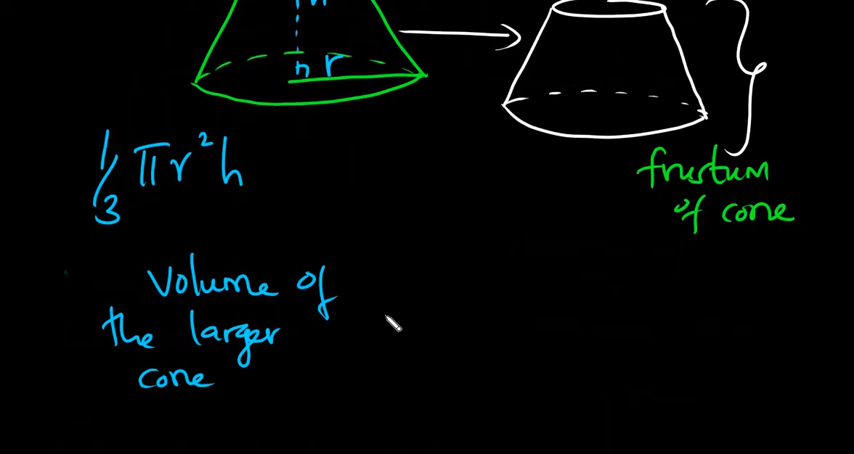 h
r
1/3 πr²h
frustum
of cone
Volume of
the larger
cone